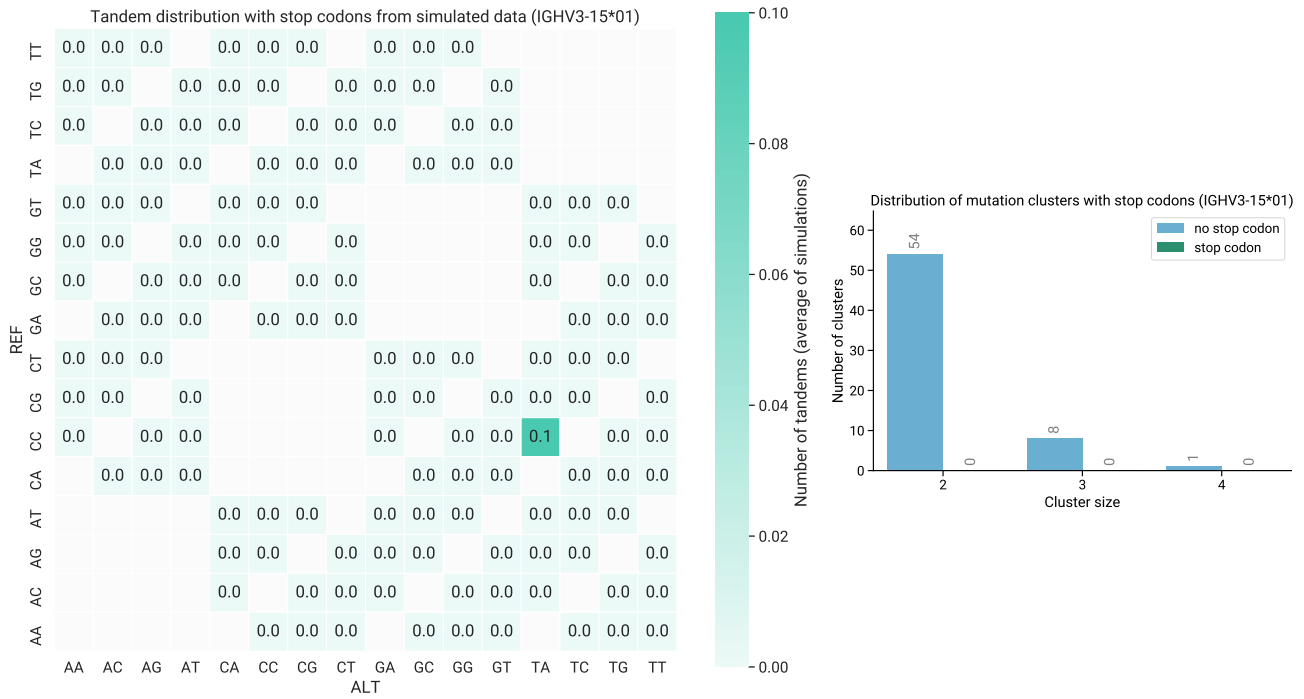 Tandem distribution with stop codons from simulated data (IGHV3-15*01)
TT 0.0 0.0 0.0 0.0 0.0 0.0 0.0 0.0 0.0
TG 0.0 0.0 0.0 0.0 0.0 0.0 0.0 0.0 0.0
TC 0.0 0.0 0.0 0.0 0.0 0.0 0.0 0.0 0.0
TA 0.0 0.0 0.0 0.0 0.0 0.0 0.0 0.0 0.0
GT 0.0 0.0 0.0 0.0 0.0 0.0 0.0 0.0 0.0
GG 0.0 0.0 0.0 0.0 0.0 0.0 0.0 0.0 0.0
GC 0.0 0.0 0.0 0.0 0.0 0.0 0.0 0.0 0.0
GA 0.0 0.0 0.0 0.0 0.0 0.0 0.0 0.0 0.0
CT 0.0 0.0 0.0 0.0 0.0 0.0 0.0 0.0 0.0
CG 0.0 0.0 0.0 0.0 0.0 0.0 0.0 0.0 0.0
CC 0.0 0.0 0.0 0.0 0.0 0.0 0.1 0.0 0.0
CA 0.0 0.0 0.0 0.0 0.0 0.0 0.0 0.0 0.0
AT 0.0 0.0 0.0 0.0 0.0 0.0 0.0 0.0 0.0
AG 0.0 0.0 0.0 0.0 0.0 0.0 0.0 0.0 0.0
AC 0.0 0.0 0.0 0.0 0.0 0.0 0.0 0.0 0.0
AA 0.0 0.0 0.0 0.0 0.0 0.0 0.0 0.0 0.0
REF
AA AC AG AT CA CC CG CT GA GC GG GT TA TC TG TT
ALT
0.10
0.08
0.06
0.04
0.02
0.00
Number of tandems (average of simulations)
Distribution of mutation clusters with stop codons (IGHV3-15*01)
no stop codon
stop codon
60
50
40
30
20
10
0
Number of clusters
54 0 8 0 1 0
2 3 4
Cluster size